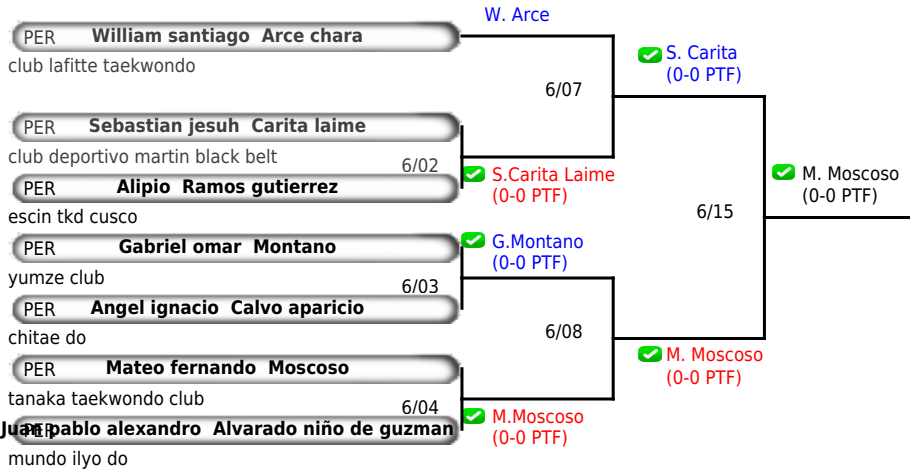 W. Arce
PER William santiago Arce chara
club lafitte taekwondo
S. Carita
(0-0 PTF)
6/07
PER Sebastian jesuh Carita laime
club deportivo martin black belt
6/02
S.Carita Laime
(0-0 PTF)
PER Alipio Ramos gutierrez
escin tkd cusco
M. Moscoso
(0-0 PTF)
6/15
PER Gabriel omar Montano
yumze club
G.Montano
(0-0 PTF)
6/03
PER Angel ignacio Calvo aparicio
chitae do
6/08
M. Moscoso
(0-0 PTF)
PER Mateo fernando Moscoso
tanaka taekwondo club
6/04
M.Moscoso
(0-0 PTF)
PER Juan pablo alexandro Alvarado niño de guzman
mundo ilyo do